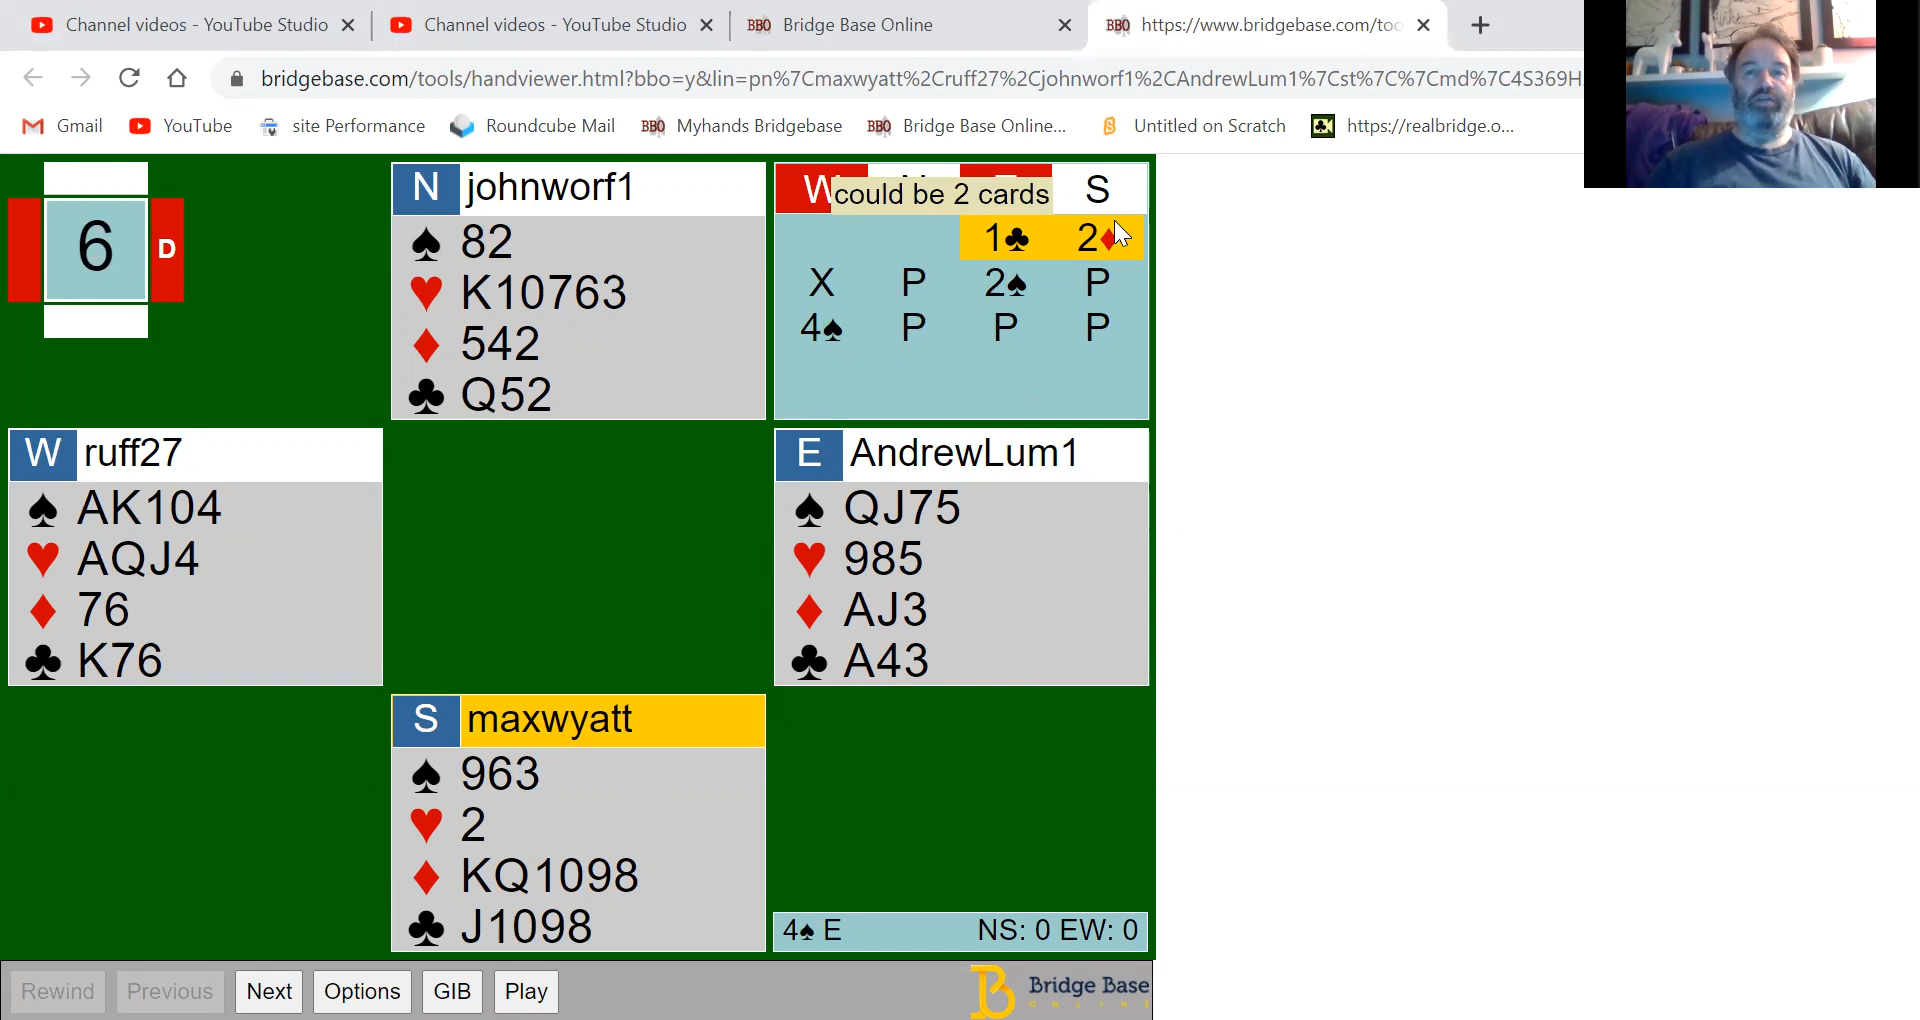 Channel videos - YouTube Studio
Channel videos - YouTube Studio
BBO Bridge Base Online
BBO https://www.bridgebase.com/too
bridgebase.com/tools/handviewer.html?bbo=y&lin=pn%7Cmaxwyatt%2Cruff27%2Cjohnworf1%2CAndrewLum1%7Cst%7C%7Cmd%7C4S369H
Gmail YouTube site Performance Roundcube Mail BBO Myhands Bridgebase BBO Bridge Base Online... Untitled on Scratch https://realbridge.o...
6 D
N johnworf1
♠ 82
♥ K10763
♦ 542
♣ Q52
W could be 2 cards S
1♣ 2♦
X P 2♠ P
4♠ P P P
W ruff27
♠ AK104
♥ AQJ4
♦ 76
♣ K76
E AndrewLum1
♠ QJ75
♥ 985
♦ AJ3
♣ A43
S maxwyatt
♠ 963
♥ 2
♦ KQ1098
♣ J1098
4♠ E NS: 0 EW: 0
Rewind Previous Next Options GIB Play
Bridge Base
ONLINE